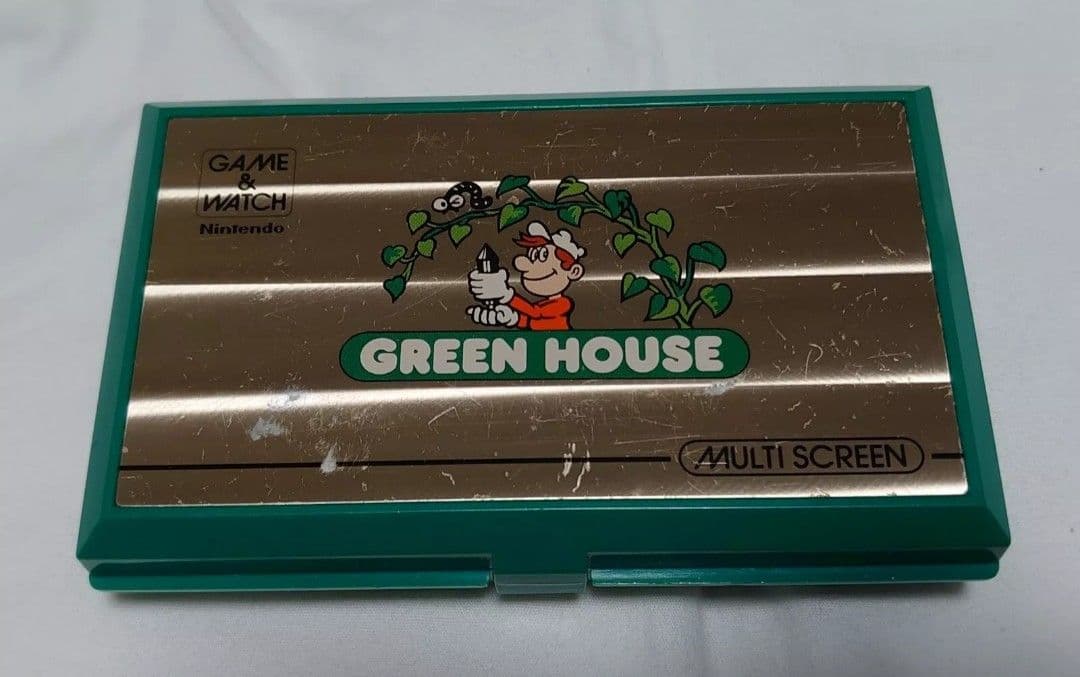 GAME
&
WATCH
Nintendo
GREEN HOUSE
MULTI SCREEN